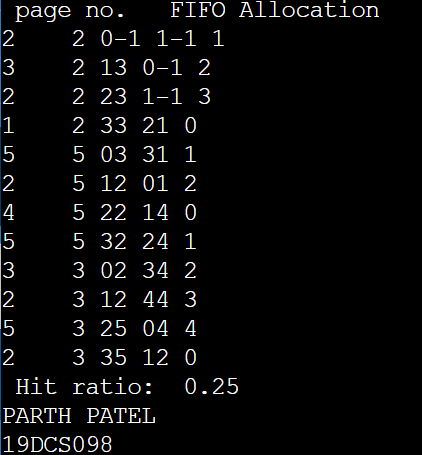 page no.   FIFO Allocation
2    2 0-1 1-1 1
3    2 13 0-1 2
2    2 23 1-1 3
1    2 33 21 0
5    5 03 31 1
2    5 12 01 2
4    5 22 14 0
5    5 32 24 1
3    3 02 34 2
2    3 12 44 3
5    3 25 04 4
2    3 35 12 0
Hit ratio:  0.25
PARTH PATEL
19DCS098